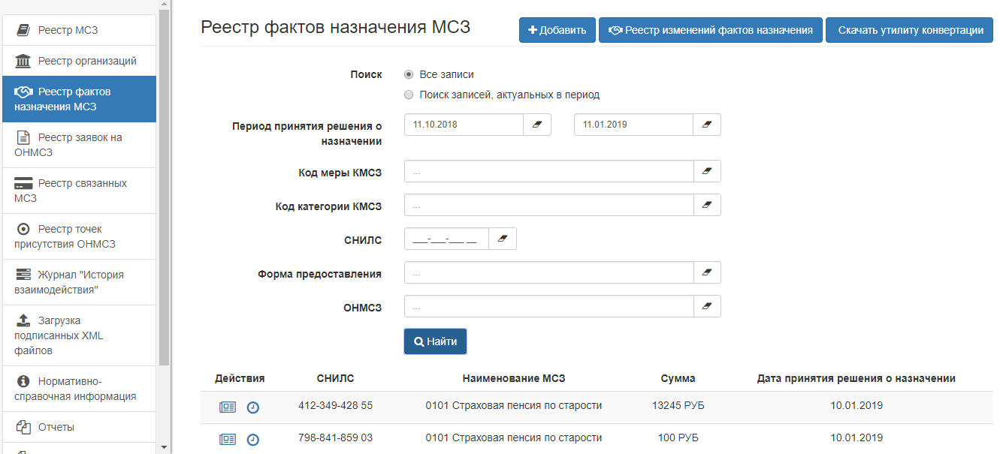 Реестр МСЗ
Реестр организаций
Реестр фактов
назначения МСЗ
Реестр заявок на
ОНМСЗ
Реестр связанных
МСЗ
Реестр точек
присутствия ОНМСЗ
Журнал "История
взаимодействия"
Загрузка
подписанных XML
файлов
Нормативно-
справочная информация
Отчеты
Реестр фактов назначения МСЗ
Добавить
Реестр изменений фактов назначения
Скачать утилиту конвертации
Поиск
Все записи
Поиск записей, актуальных в период
Период принятия решения о
назначении
11.10.2018
11.01.2019
Код меры КМСЗ
...
Код категории КМСЗ
...
СНИЛС
___-___-___ __
Форма предоставления
...
ОНМСЗ
...
Найти
Действия СНИЛС Наименование МСЗ Сумма Дата принятия решения о назначении
412-349-428 55 0101 Страховая пенсия по старости 13245 РУБ 10.01.2019
798-841-859 03 0101 Страховая пенсия по старости 100 РУБ 10.01.2019